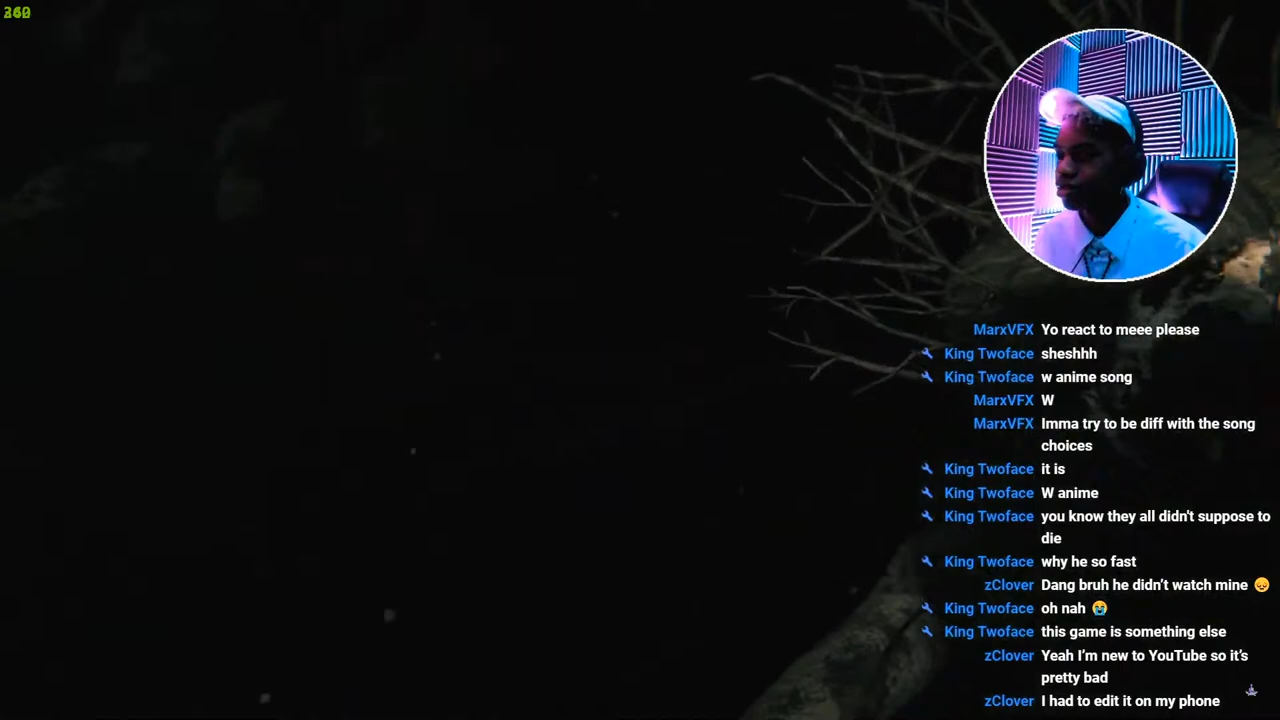 MarxVFX Yo react to meee please
King Twoface sheshhh
King Twoface w anime song
MarxVFX W
MarxVFX Imma try to be diff with the song
choices
King Twoface it is
King Twoface W anime
King Twoface you know they all didn't suppose to
die
King Twoface why he so fast
zClover Dang bruh he didn’t watch mine 😞
King Twoface oh nah 😭
King Twoface this game is something else
zClover Yeah I’m new to YouTube so it’s
pretty bad
zClover I had to edit it on my phone